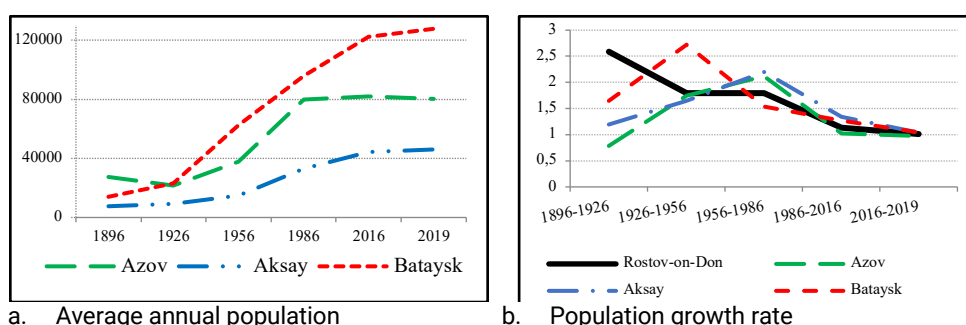 120000
80000
40000
0
1896 1926 1956 1986 2016 2019
Azov Aksay Bataysk
a. Average annual population
3
2,5
2
1,5
1
0,5
0
1896-1926 1926-1956 1956-1986 1986-2016 2016-2019
Rostov-on-Don Azov
Aksay Bataysk
b. Population growth rate